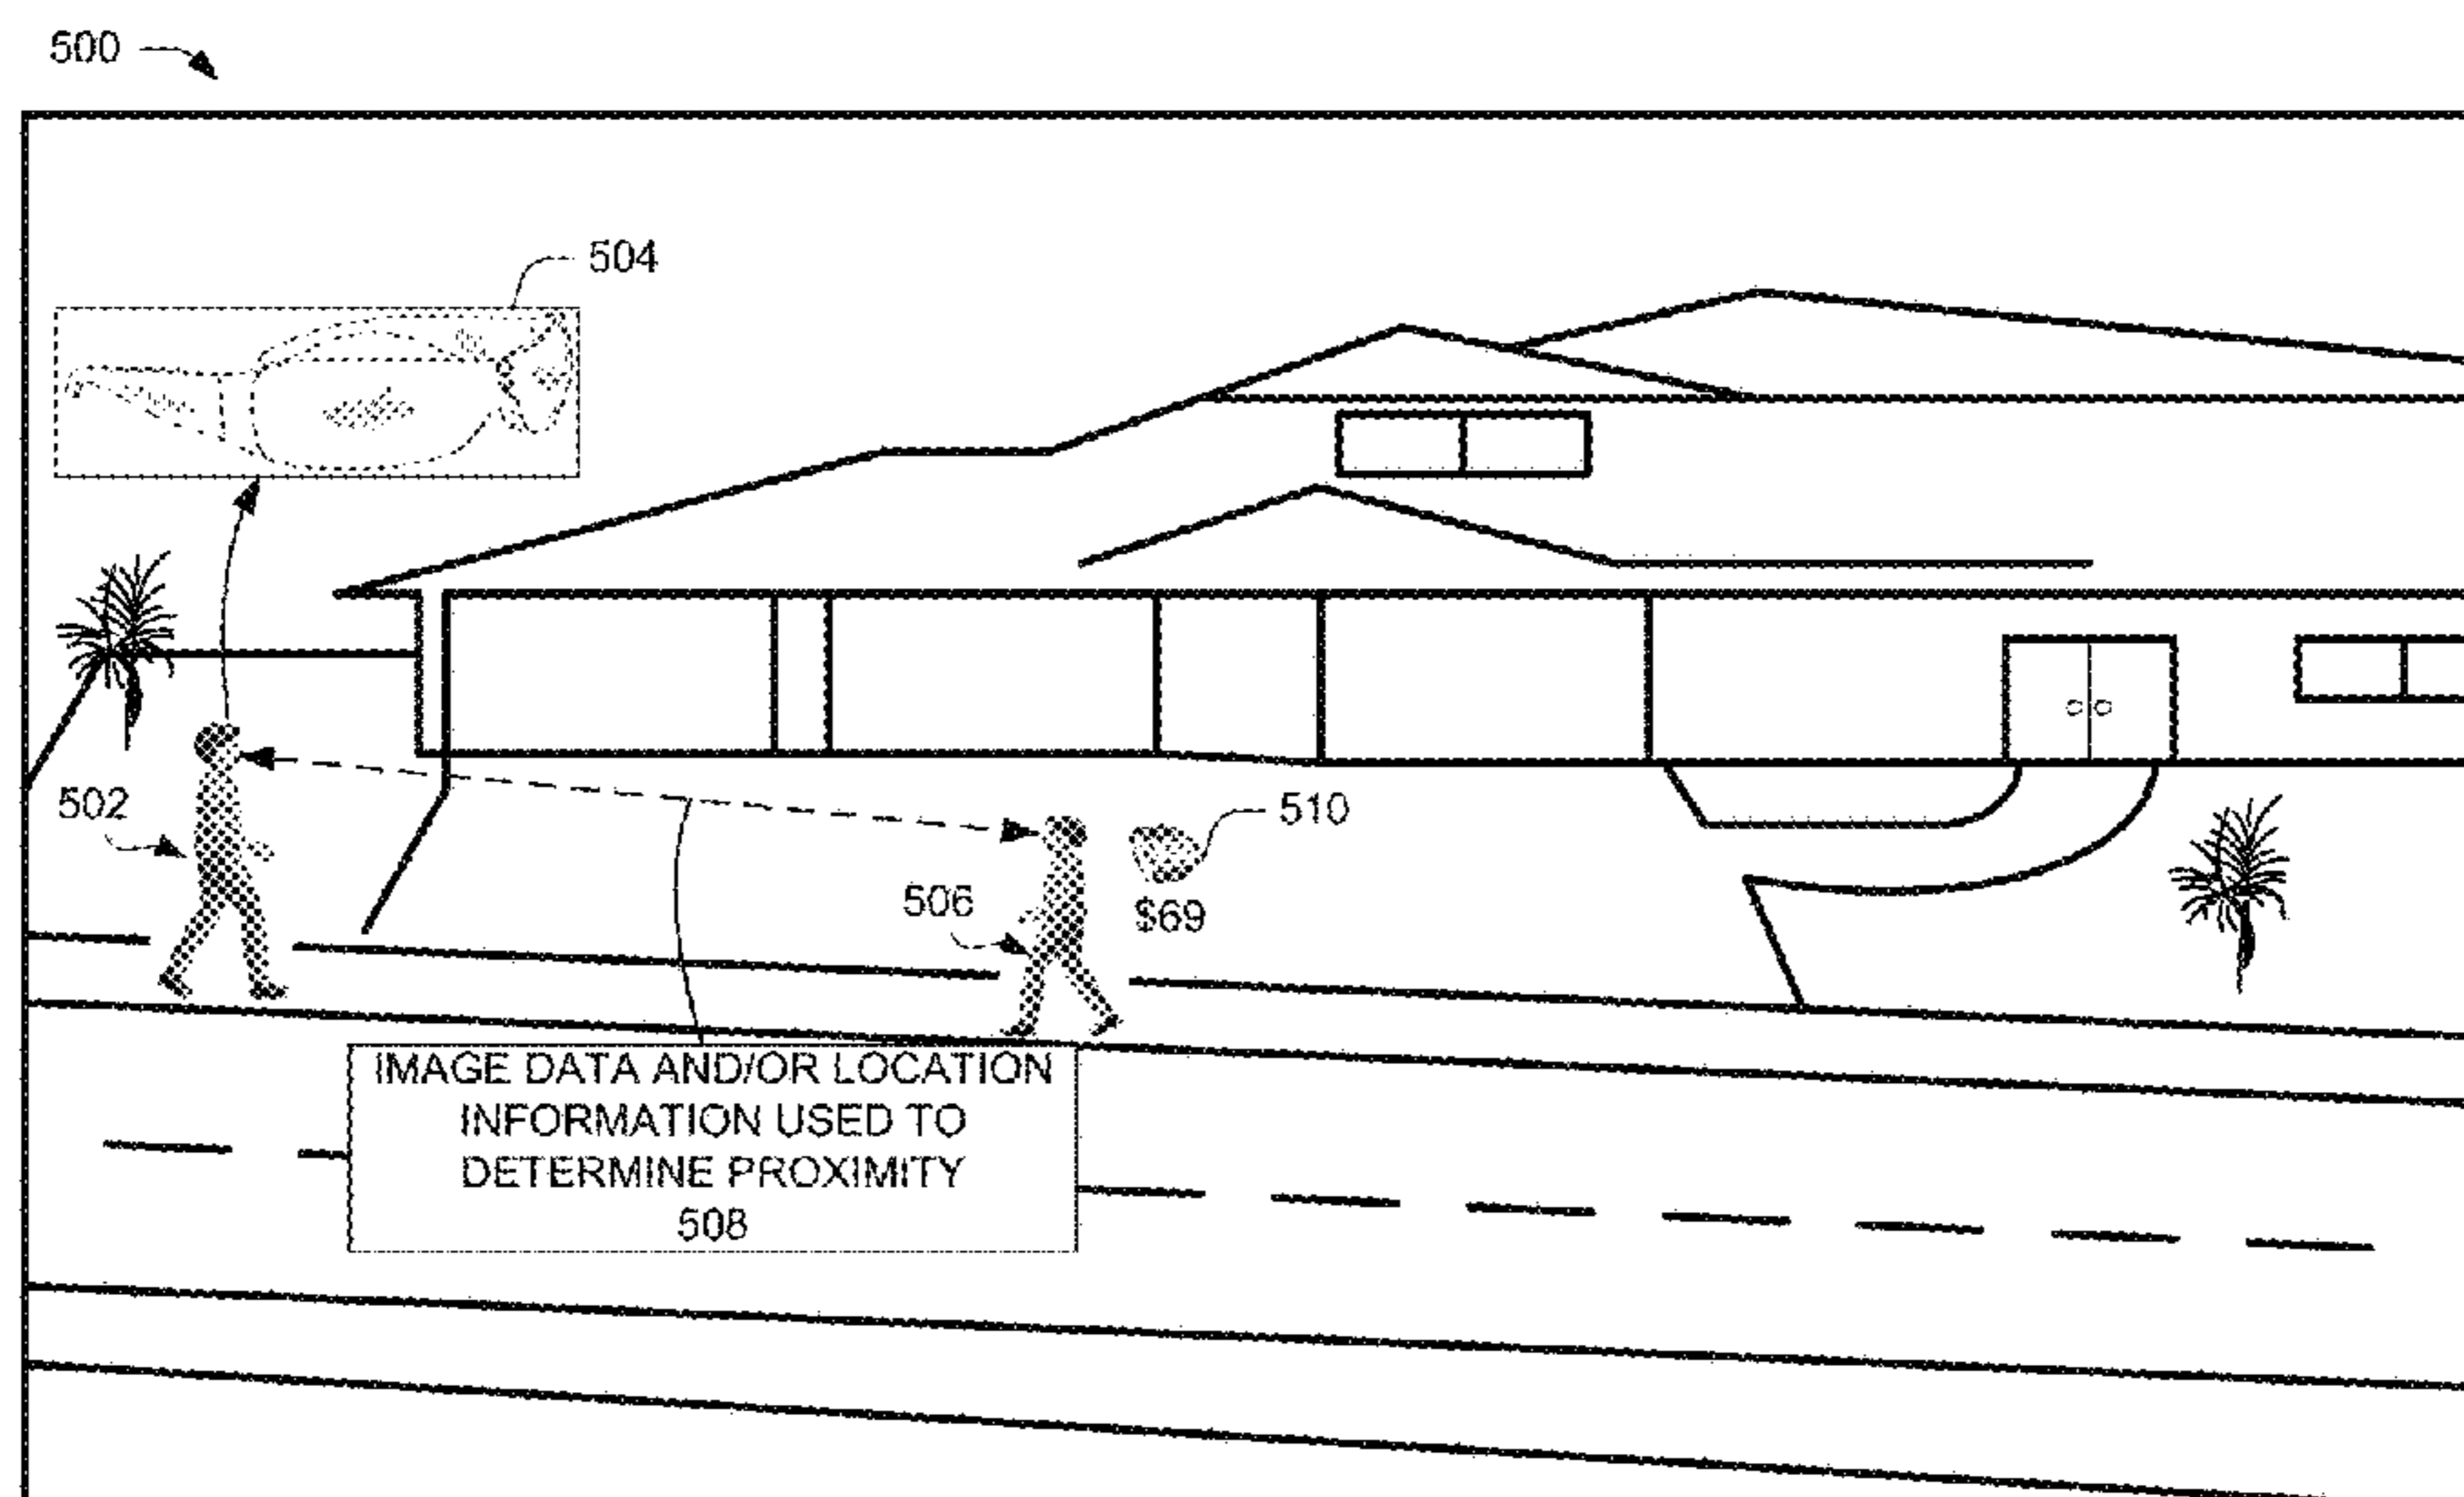 500
504
502
510
506
$69
IMAGE DATA AND/OR LOCATION
INFORMATION USED TO
DETERMINE PROXIMITY
508